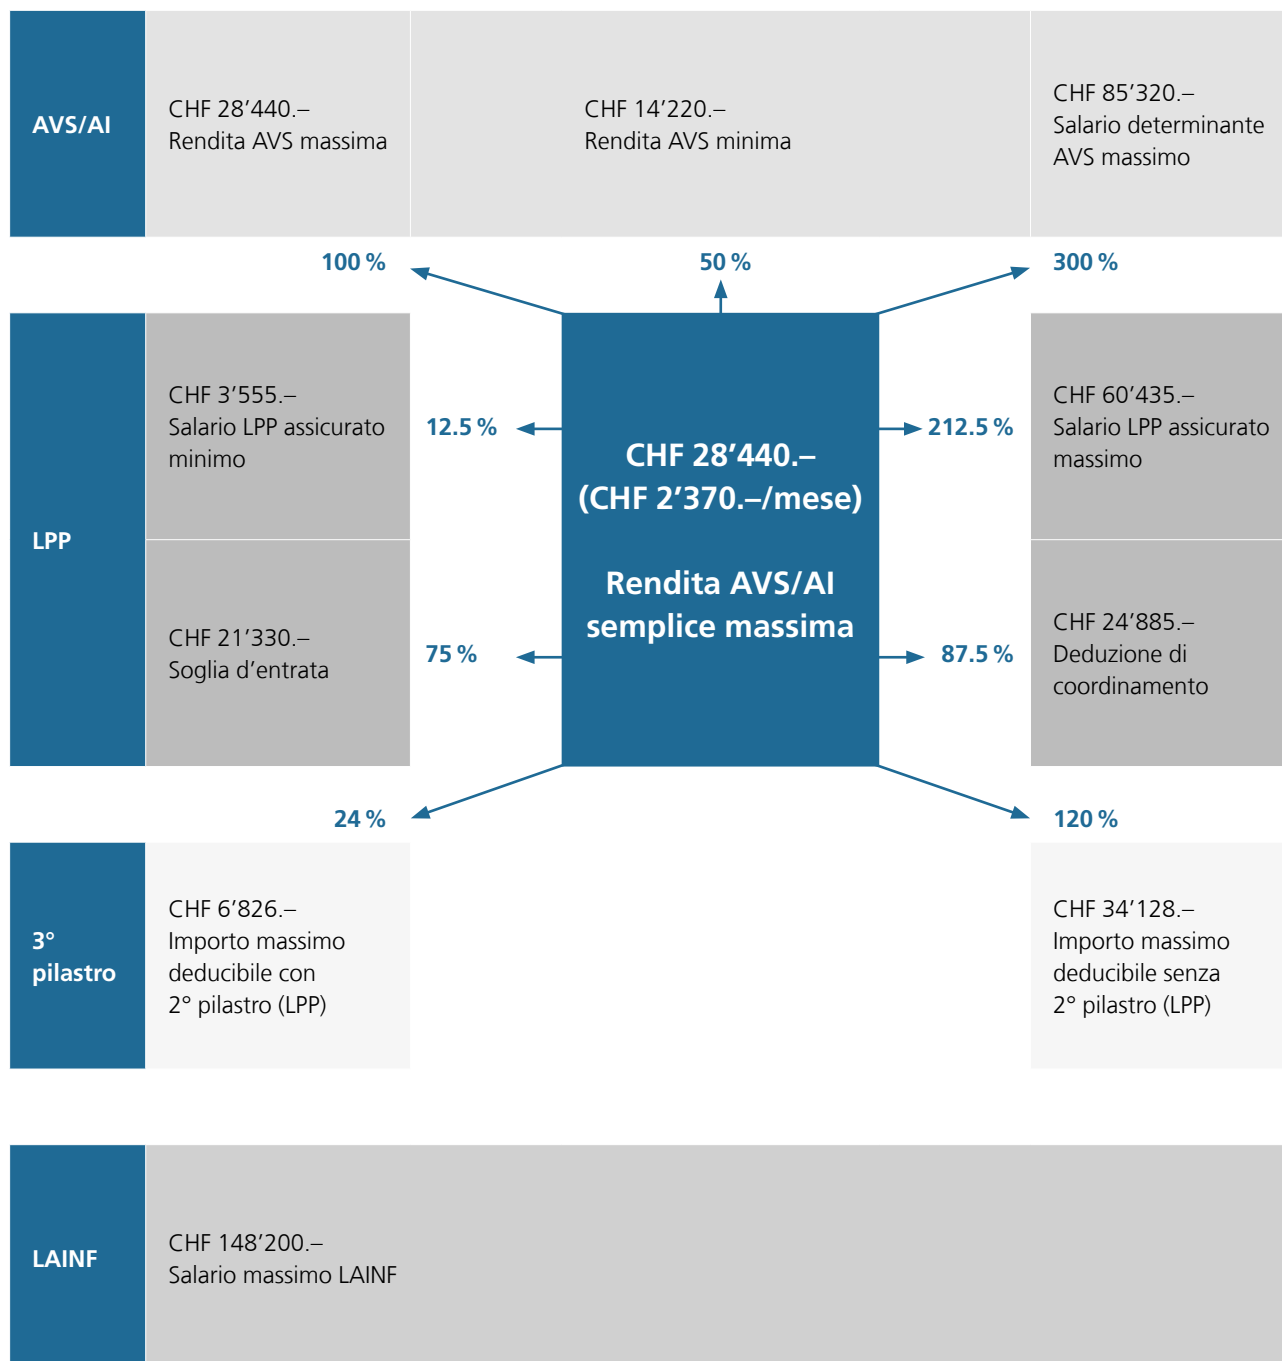 AVS/AI
CHF 28’440.–
Rendita AVS massima
CHF 14’220.–
Rendita AVS minima
CHF 85’320.–
Salario determinante
AVS massimo
100 %
50 %
300 %
LPP
CHF 3’555.–
Salario LPP assicurato
minimo
12.5 %
CHF 28’440.–
(CHF 2’370.–/mese)
Rendita AVS/AI
semplice massima
212.5 %
CHF 60’435.–
Salario LPP assicurato
massimo
CHF 21’330.–
Soglia d’entrata
75 %
87.5 %
CHF 24’885.–
Deduzione di
coordinamento
24 %
120 %
3°
pilastro
CHF 6’826.–
Importo massimo
deducibile con
2° pilastro (LPP)
CHF 34’128.–
Importo massimo
deducibile senza
2° pilastro (LPP)
LAINF
CHF 148’200.–
Salario massimo LAINF